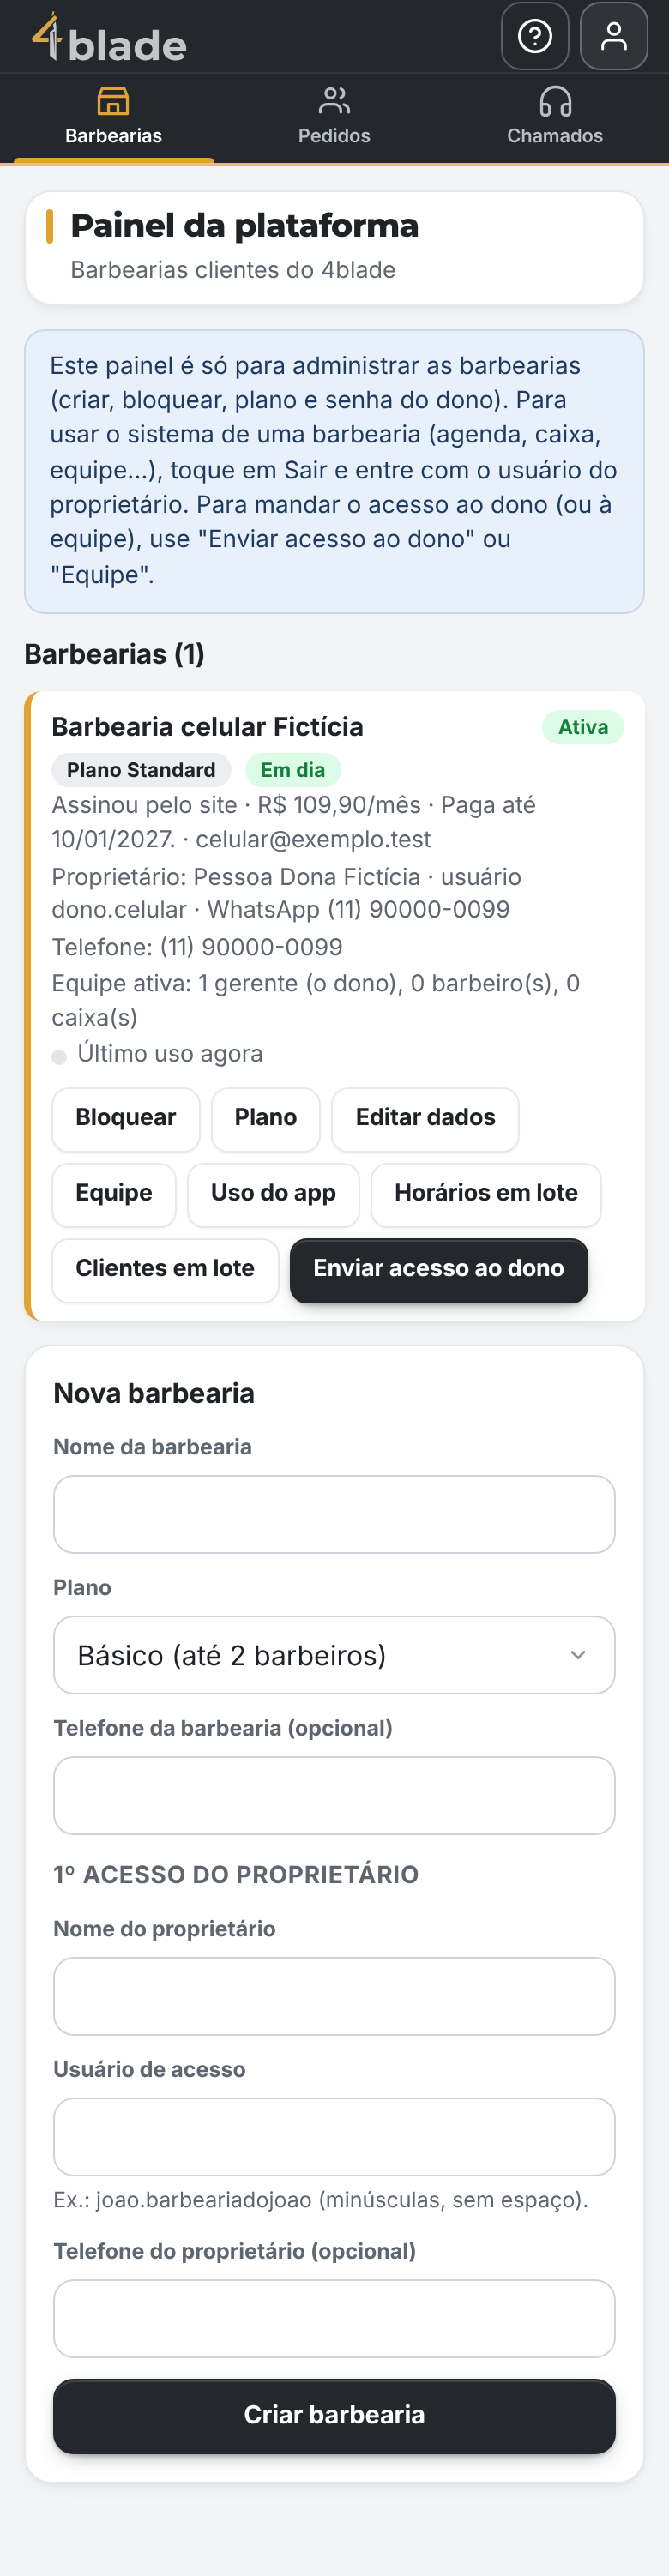 4blade
Barbearias
Pedidos
Chamados
Painel da plataforma
Barbearias clientes do 4blade
Este painel é só para administrar as barbearias
(criar, bloquear, plano e senha do dono). Para
usar o sistema de uma barbearia (agenda, caixa,
equipe...), toque em Sair e entre com o usuário do
proprietário. Para mandar o acesso ao dono (ou à
equipe), use "Enviar acesso ao dono" ou
"Equipe".
Barbearias (1)
Barbearia celular Fictícia
Ativa
Plano Standard
Em dia
Assinou pelo site · R$ 109,90/mês · Paga até
10/01/2027. · celular@exemplo.test
Proprietário: Pessoa Dona Fictícia · usuário
dono.celular · WhatsApp (11) 90000-0099
Telefone: (11) 90000-0099
Equipe ativa: 1 gerente (o dono), 0 barbeiro(s), 0
caixa(s)
Último uso agora
Bloquear
Plano
Editar dados
Equipe
Uso do app
Horários em lote
Clientes em lote
Enviar acesso ao dono
Nova barbearia
Nome da barbearia
Plano
Básico (até 2 barbeiros)
Telefone da barbearia (opcional)
1º ACESSO DO PROPRIETÁRIO
Nome do proprietário
Usuário de acesso
Ex.: joao.barbeariadojoao (minúsculas, sem espaço).
Telefone do proprietário (opcional)
Criar barbearia